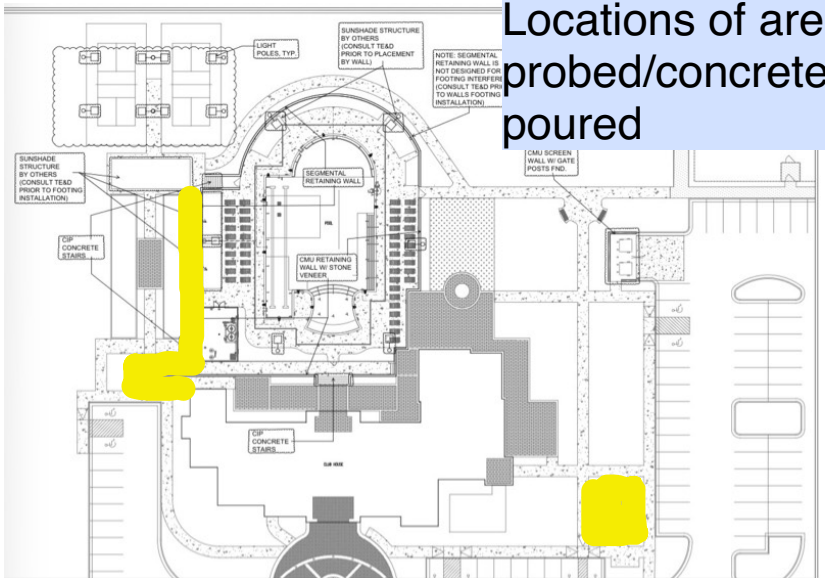 Locations of are
probed/concrete
poured
LIGHT
POLES, TYP.
SUNSHADE STRUCTURE
BY OTHERS
(CONSULT TE&D
PRIOR TO PLACEMENT
BY WALL)
NOTE: SEGMENTAL
RETAINING WALL IS
NOT DESIGNED FOR
FOOTING INTERFERE
(CONSULT TE&D PRI
TO WALLS FOOTING
INSTALLATION)
CMU SCREEN
WALL W/ GATE
POSTS FND.
SUNSHADE
STRUCTURE
BY OTHERS
(CONSULT TE&D
PRIOR TO FOOTING
INSTALLATION)
SEGMENTAL
RETAINING WALL
POOL
CIP
CONCRETE
STAIRS
CMU RETAINING
WALL W/ STONE
VENEER
CIP
CONCRETE
STAIRS
CLUB HOUSE